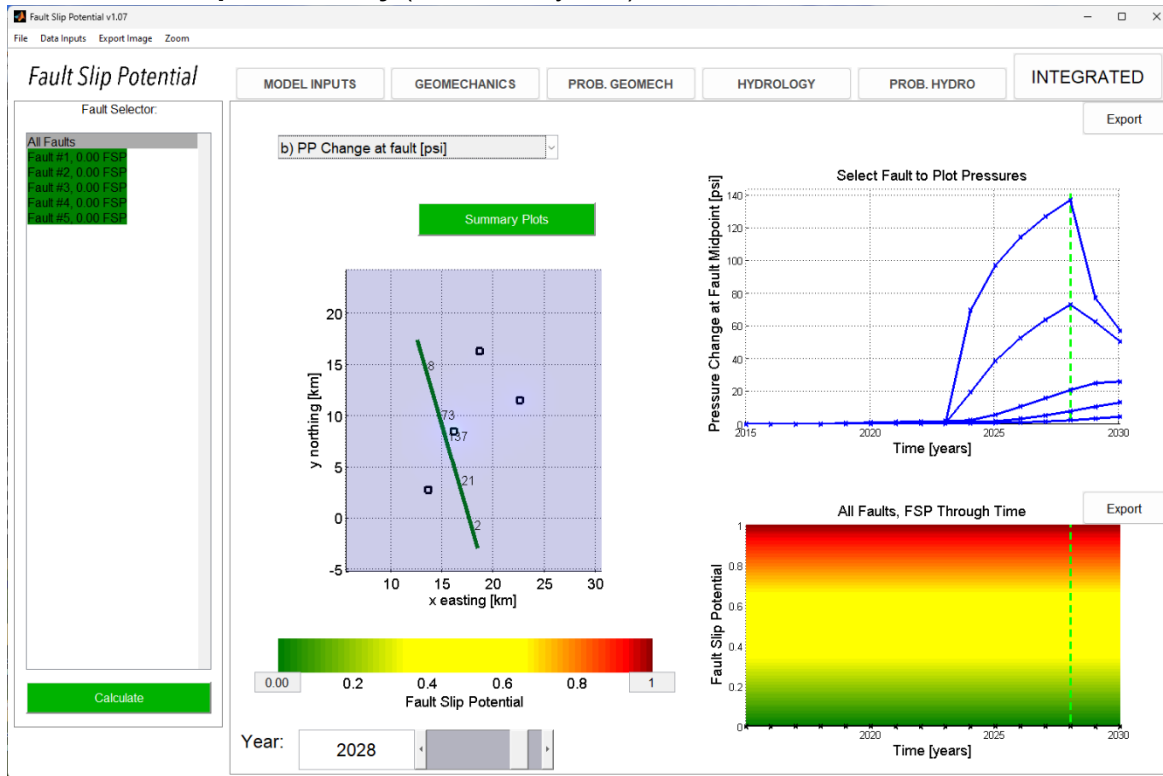 Fault Slip Potential v1.07
File Data Inputs Export Image Zoom
Fault Slip Potential
MODEL INPUTS GEOMECHANICS PROB. GEOMECH HYDROLOGY PROB. HYDRO INTEGRATED
Fault Selector:
All Faults
Fault #1, 0.00 FSP
Fault #2, 0.00 FSP
Fault #3, 0.00 FSP
Fault #4, 0.00 FSP
Fault #5, 0.00 FSP
Calculate
b) PP Change at fault [psi]
Summary Plots
20
15
10
5
0
-5
y northing [km]
8
73
137
21
2
10 15 20 25 30
x easting [km]
0.00 0.2 0.4 0.6 0.8 1
Fault Slip Potential
Year: 2028
Export
Select Fault to Plot Pressures
Pressure Change at Fault Midpoint [psi]
140
120
100
80
60
40
20
0
2015 2020 2025 2030
Time [years]
Export
All Faults, FSP Through Time
Fault Slip Potential
1
0.8
0.6
0.4
0.2
0
2020 2025 2030
Time [years]